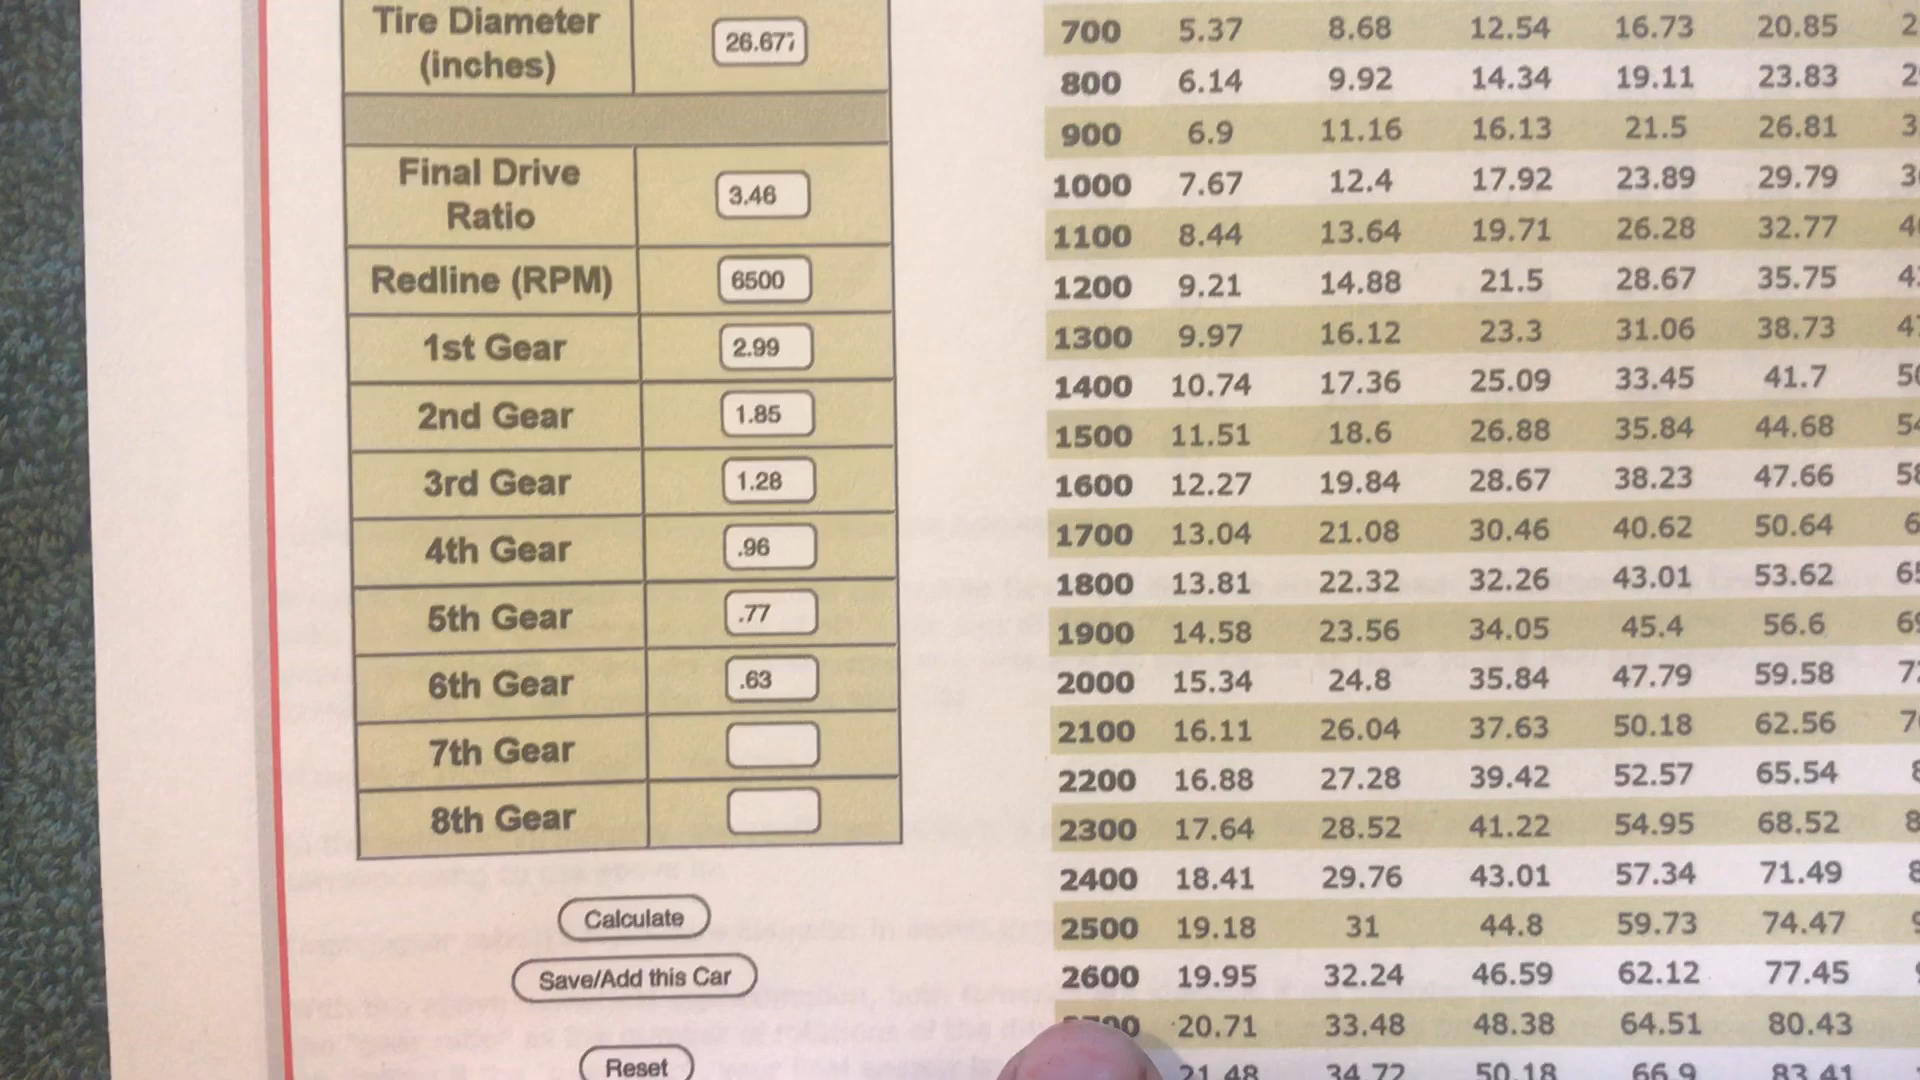 Tire Diameter
(inches)
26.677
Final Drive
Ratio
3.46
Redline (RPM) 6500
1st Gear 2.99
2nd Gear 1.85
3rd Gear 1.28
4th Gear .96
5th Gear .77
6th Gear .63
7th Gear
8th Gear
Calculate
Save/Add this Car
Reset
700 5.37 8.68 12.54 16.73 20.85
800 6.14 9.92 14.34 19.11 23.83
900 6.9 11.16 16.13 21.5 26.81
1000 7.67 12.4 17.92 23.89 29.79
1100 8.44 13.64 19.71 26.28 32.77
1200 9.21 14.88 21.5 28.67 35.75
1300 9.97 16.12 23.3 31.06 38.73
1400 10.74 17.36 25.09 33.45 41.7
1500 11.51 18.6 26.88 35.84 44.68
1600 12.27 19.84 28.67 38.23 47.66
1700 13.04 21.08 30.46 40.62 50.64
1800 13.81 22.32 32.26 43.01 53.62
1900 14.58 23.56 34.05 45.4 56.6
2000 15.34 24.8 35.84 47.79 59.58
2100 16.11 26.04 37.63 50.18 62.56
2200 16.88 27.28 39.42 52.57 65.54
2300 17.64 28.52 41.22 54.95 68.52
2400 18.41 29.76 43.01 57.34 71.49
2500 19.18 31 44.8 59.73 74.47
2600 19.95 32.24 46.59 62.12 77.45
20.71 33.48 48.38 64.51 80.43
21.48 34.72 50.18 66.9 83.41